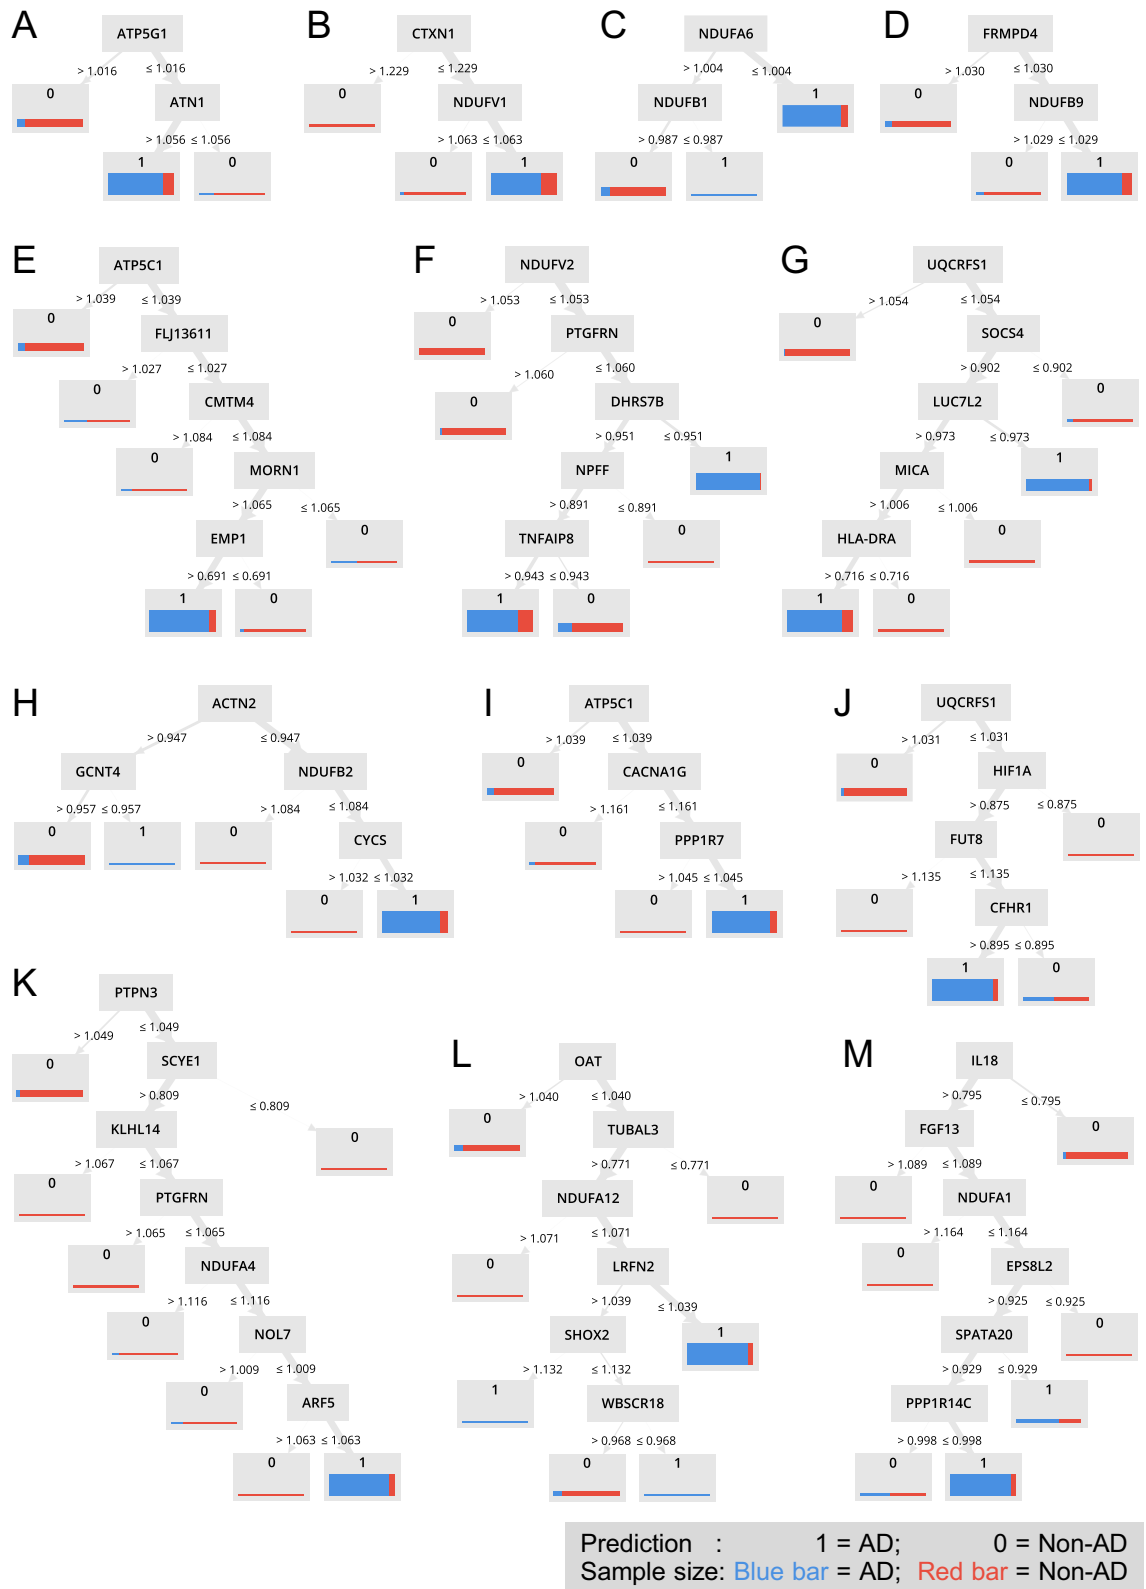 A
ATP5G1
> 1.016 ≤ 1.016
0
ATN1
> 1.056 ≤ 1.056
1
0
B
CTXN1
> 1.229 ≤ 1.229
0
NDUFV1
> 1.063 ≤ 1.063
0
1
C
NDUFA6
> 1.004 ≤ 1.004
NDUFB1
1
> 0.987 ≤ 0.987
0
1
D
FRMPD4
> 1.030 ≤ 1.030
0
NDUFB9
> 1.029 ≤ 1.029
0
1
E
ATP5C1
> 1.039 ≤ 1.039
0
FLJ13611
> 1.027 ≤ 1.027
0
CMTM4
> 1.084 ≤ 1.084
0
MORN1
> 1.065 ≤ 1.065
EMP1
0
> 0.691 ≤ 0.691
1
0
F
NDUFV2
> 1.053 ≤ 1.053
0
PTGFRN
> 1.060 ≤ 1.060
0
DHRS7B
> 0.951 ≤ 0.951
NPFF
1
> 0.891 ≤ 0.891
TNFAIP8
0
> 0.943 ≤ 0.943
1
0
G
UQCRFS1
> 1.054 ≤ 1.054
0
SOCS4
> 0.902 ≤ 0.902
LUC7L2
0
> 0.973 ≤ 0.973
MICA
1
> 1.006 ≤ 1.006
HLA-DRA
0
> 0.716 ≤ 0.716
1
0
H
ACTN2
> 0.947 ≤ 0.947
GCNT4
NDUFB2
> 0.957 ≤ 0.957
> 1.084 ≤ 1.084
0
1
0
CYCS
> 1.032 ≤ 1.032
0
1
I
ATP5C1
> 1.039 ≤ 1.039
0
CACNA1G
> 1.161 ≤ 1.161
0
PPP1R7
> 1.045 ≤ 1.045
0
1
J
UQCRFS1
> 1.031 ≤ 1.031
0
HIF1A
> 0.875 ≤ 0.875
FUT8
0
> 1.135 ≤ 1.135
0
CFHR1
> 0.895 ≤ 0.895
1
0
K
PTPN3
> 1.049 ≤ 1.049
0
SCYE1
> 0.809 ≤ 0.809
KLHL14
0
> 1.067 ≤ 1.067
0
PTGFRN
> 1.065 ≤ 1.065
0
NDUFA4
> 1.116 ≤ 1.116
0
NOL7
> 1.009 ≤ 1.009
0
ARF5
> 1.063 ≤ 1.063
0
1
L
OAT
> 1.040 ≤ 1.040
0
TUBAL3
> 0.771 ≤ 0.771
NDUFA12
0
> 1.071 ≤ 1.071
0
LRFN2
> 1.039 ≤ 1.039
SHOX2
1
> 1.132 ≤ 1.132
1
WBSCR18
> 0.968 ≤ 0.968
0
1
M
IL18
> 0.795 ≤ 0.795
FGF13
0
> 1.089 ≤ 1.089
0
NDUFA1
> 1.164 ≤ 1.164
0
EPS8L2
> 0.925 ≤ 0.925
SPATA20
0
> 0.929 ≤ 0.929
PPP1R14C
1
> 0.998 ≤ 0.998
0
1
Prediction : 1 = AD; 0 = Non-AD
Sample size: Blue bar = AD; Red bar = Non-AD